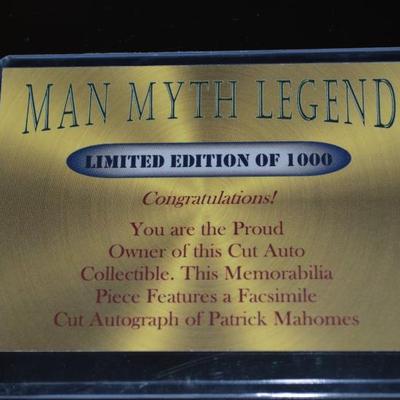 MAN MYTH LEGEND
LIMITED EDITION OF 1000
Congratulations!
You are the Proud
Owner of this Cut Auto
Collectible. This Memorabilia
Piece Features a Facsimile
Cut Autograph of Patrick Mahomes